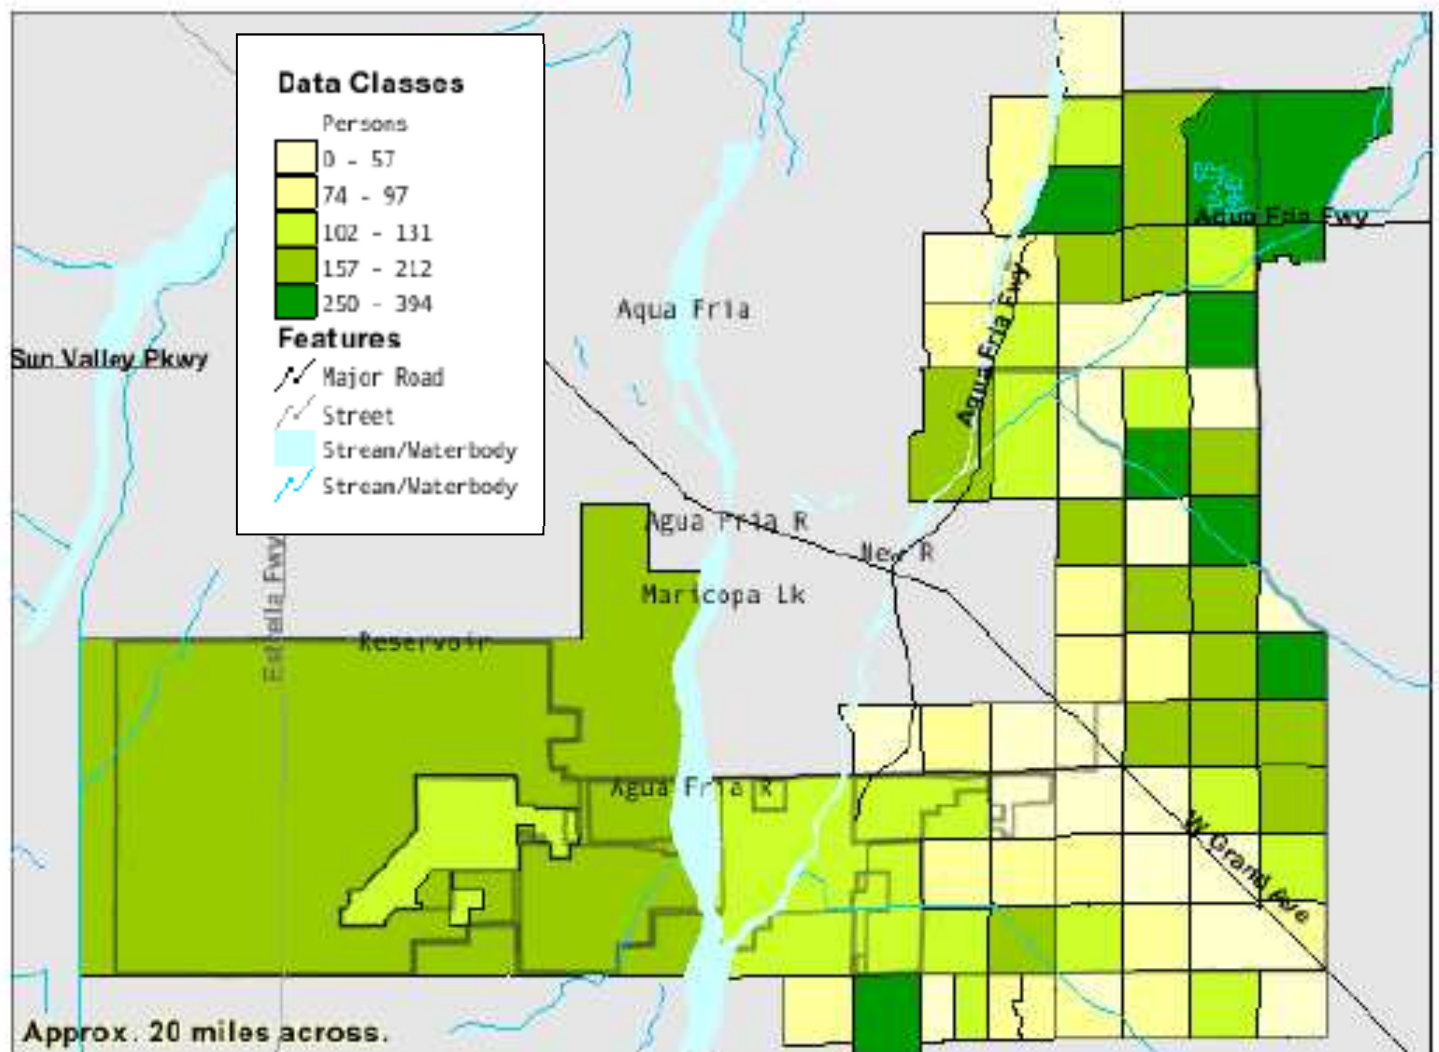 Data Classes
Persons
0 - 57
74 - 97
102 - 131
157 - 212
250 - 394
Features
Major Road
Street
Stream/Waterbody
Stream/Waterbody
Aqua Fria Fwy
Aqua Fria
Aqua Fria Fwy
Sun Valley Pkwy
Agua Fria R
New R
Maricopa Lk
Estrella Fwy
Reservoir
Agua Fria R
W Grand Ave
Approx. 20 miles across.